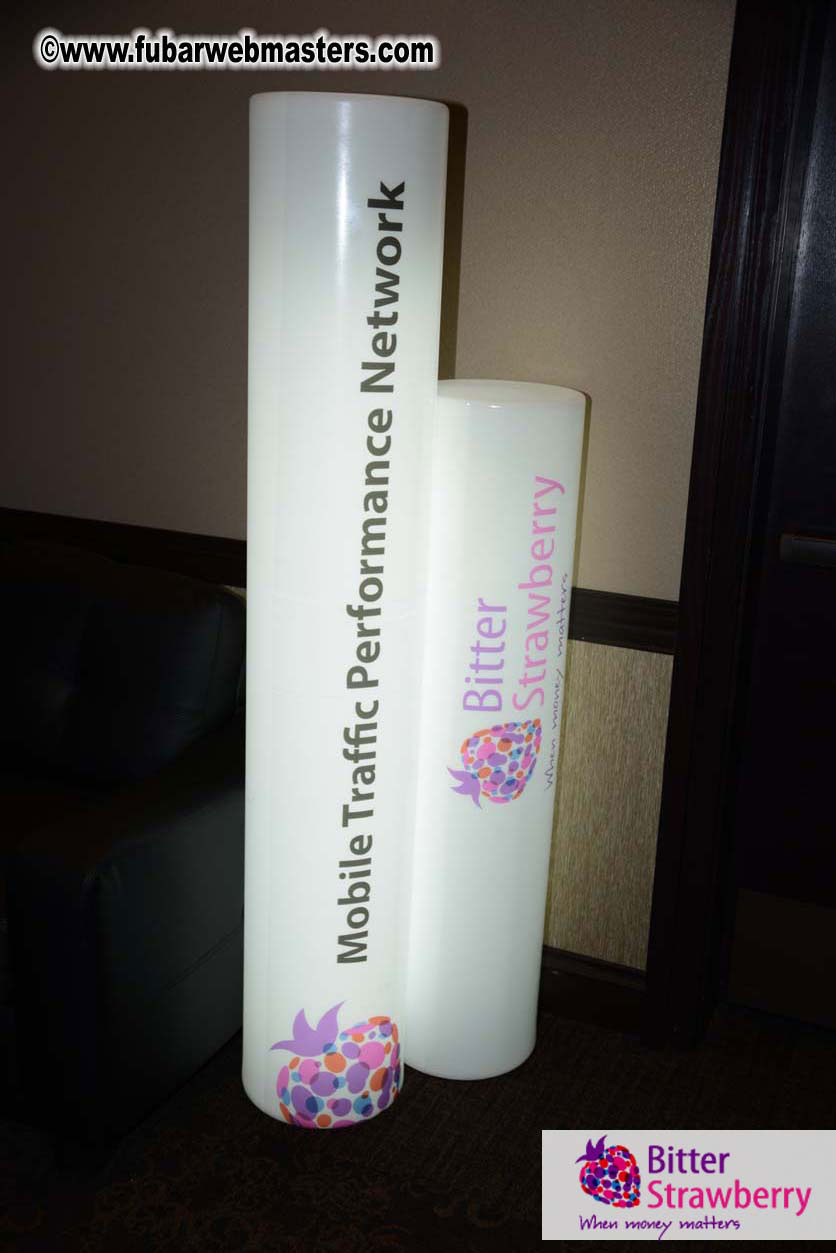 ©www.fubarwebmasters.com
Mobile Traffic Performance Network
Bitter
Strawberry
When money matters
Bitter
Strawberry
When money matters